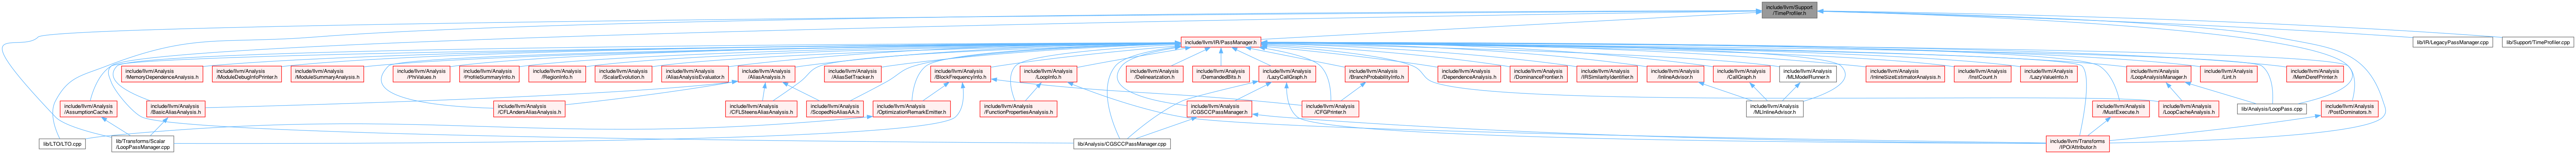 include/llvm/Support
/TimeProfiler.h
include/llvm/IR/PassManager.h
lib/IR/LegacyPassManager.cpp
lib/Support/TimeProfiler.cpp
include/llvm/Analysis
/MemoryDependenceAnalysis.h
include/llvm/Analysis
/ModuleDebugInfoPrinter.h
include/llvm/Analysis
/ModuleSummaryAnalysis.h
include/llvm/Analysis
/PhiValues.h
include/llvm/Analysis
/ProfileSummaryInfo.h
include/llvm/Analysis
/RegionInfo.h
include/llvm/Analysis
/ScalarEvolution.h
include/llvm/Analysis
/AliasAnalysisEvaluator.h
include/llvm/Analysis
/AliasAnalysis.h
include/llvm/Analysis
/AliasSetTracker.h
include/llvm/Analysis
/BlockFrequencyInfo.h
include/llvm/Analysis
/LoopInfo.h
include/llvm/Analysis
/Delinearization.h
include/llvm/Analysis
/DemandedBits.h
include/llvm/Analysis
/LazyCallGraph.h
include/llvm/Analysis
/BranchProbabilityInfo.h
include/llvm/Analysis
/DependenceAnalysis.h
include/llvm/Analysis
/DominanceFrontier.h
include/llvm/Analysis
/IRSimilarityIdentifier.h
include/llvm/Analysis
/InlineAdvisor.h
include/llvm/Analysis
/CallGraph.h
include/llvm/Analysis
/MLModelRunner.h
include/llvm/Analysis
/InlineSizeEstimatorAnalysis.h
include/llvm/Analysis
/InstCount.h
include/llvm/Analysis
/LazyValueInfo.h
include/llvm/Analysis
/LoopAnalysisManager.h
include/llvm/Analysis
/Lint.h
include/llvm/Analysis
/MemDerefPrinter.h
include/llvm/Analysis
/AssumptionCache.h
include/llvm/Analysis
/BasicAliasAnalysis.h
include/llvm/Analysis
/CFLAndersAliasAnalysis.h
include/llvm/Analysis
/CFLSteensAliasAnalysis.h
include/llvm/Analysis
/ScopedNoAliasAA.h
include/llvm/Analysis
/OptimizationRemarkEmitter.h
include/llvm/Analysis
/FunctionPropertiesAnalysis.h
include/llvm/Analysis
/CGSCCPassManager.h
include/llvm/Analysis
/CFGPrinter.h
include/llvm/Analysis
/MLInlineAdvisor.h
include/llvm/Analysis
/MustExecute.h
include/llvm/Analysis
/LoopCacheAnalysis.h
lib/Analysis/LoopPass.cpp
include/llvm/Analysis
/PostDominators.h
lib/LTO/LTO.cpp
lib/Transforms/Scalar
/LoopPassManager.cpp
lib/Analysis/CGSCCPassManager.cpp
include/llvm/Transforms
/IPO/Attributor.h